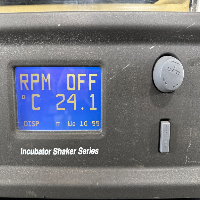 RPM OFF
°C 24.1
DISP
Incubator Shaker Series